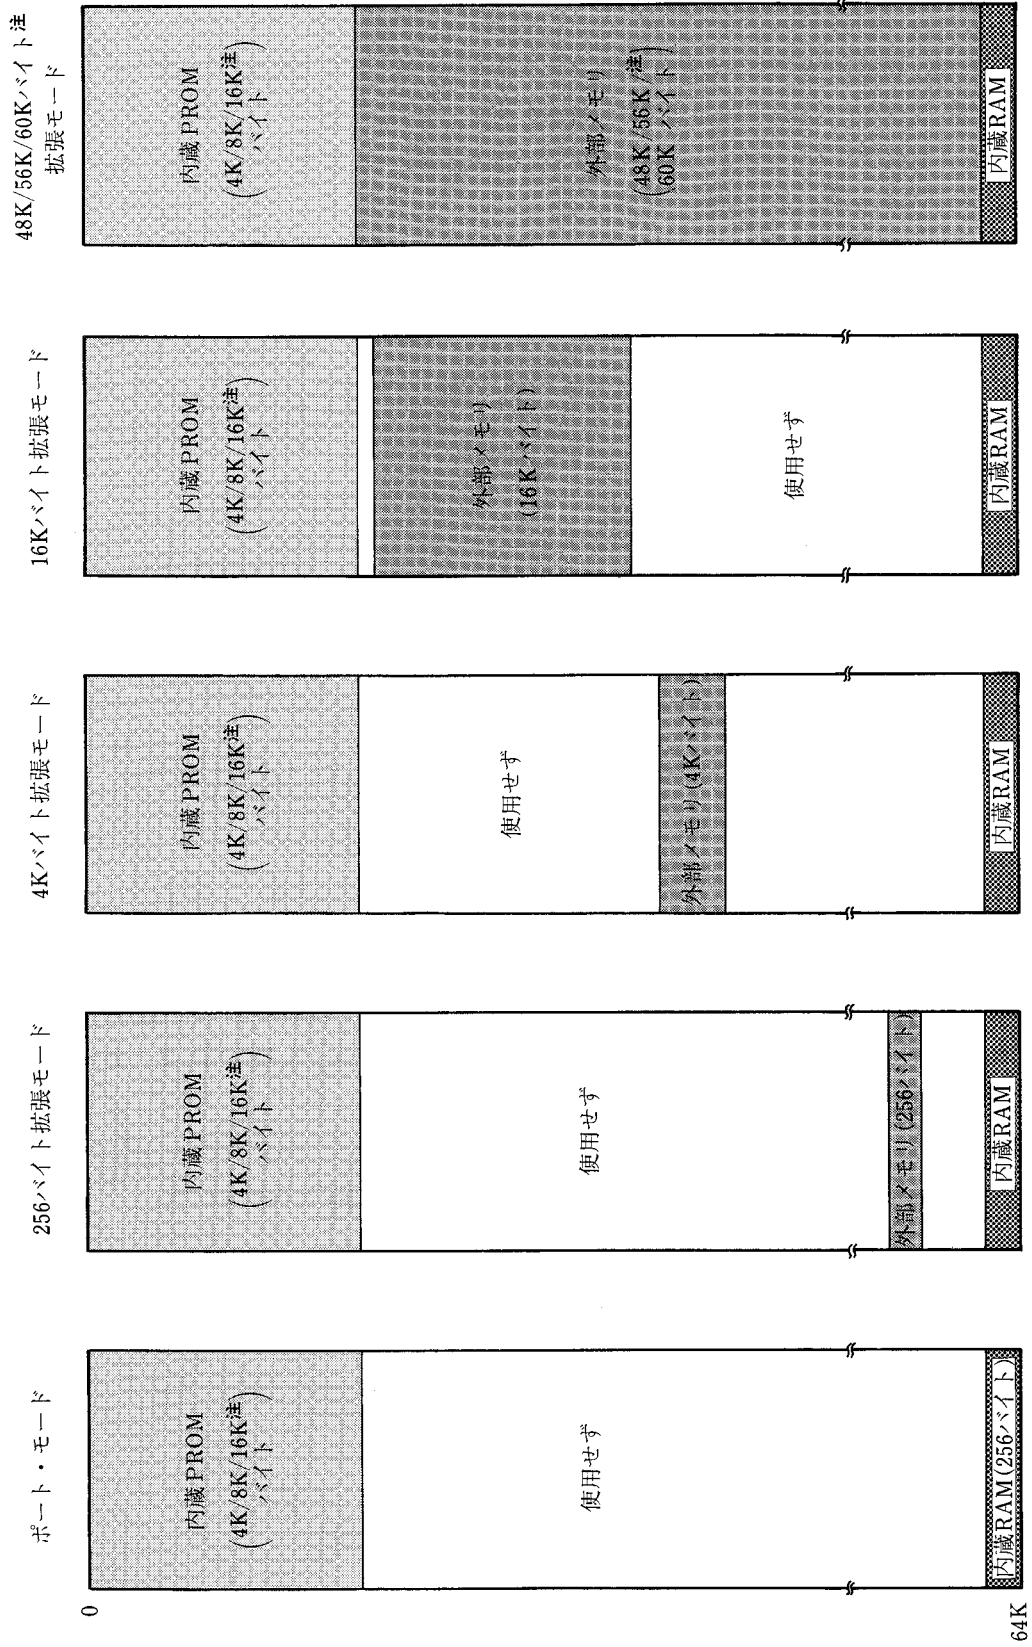 0
64K
ポート・モード
内蔵PROM
(4K/8K/16K注
バイト)
使用せず
内蔵RAM(256バイト)
256バイト拡張モード
内蔵PROM
(4K/8K/16K注
バイト)
使用せず
外部メモリ(256バイト)
内蔵RAM
4Kバイト拡張モード
内蔵PROM
(4K/8K/16K注
バイト)
使用せず
外部メモリ(4Kバイト)
内蔵RAM
16Kバイト拡張モード
内蔵PROM
(4K/8K/16K注
バイト)
外部メモリ
(16Kバイト)
使用せず
内蔵RAM
48K/56K/60Kバイト注
拡張モード
内蔵PROM
(4K/8K/16K注
バイト)
外部メモリ
(48K/56K/注
60K バイト)
内蔵RAM